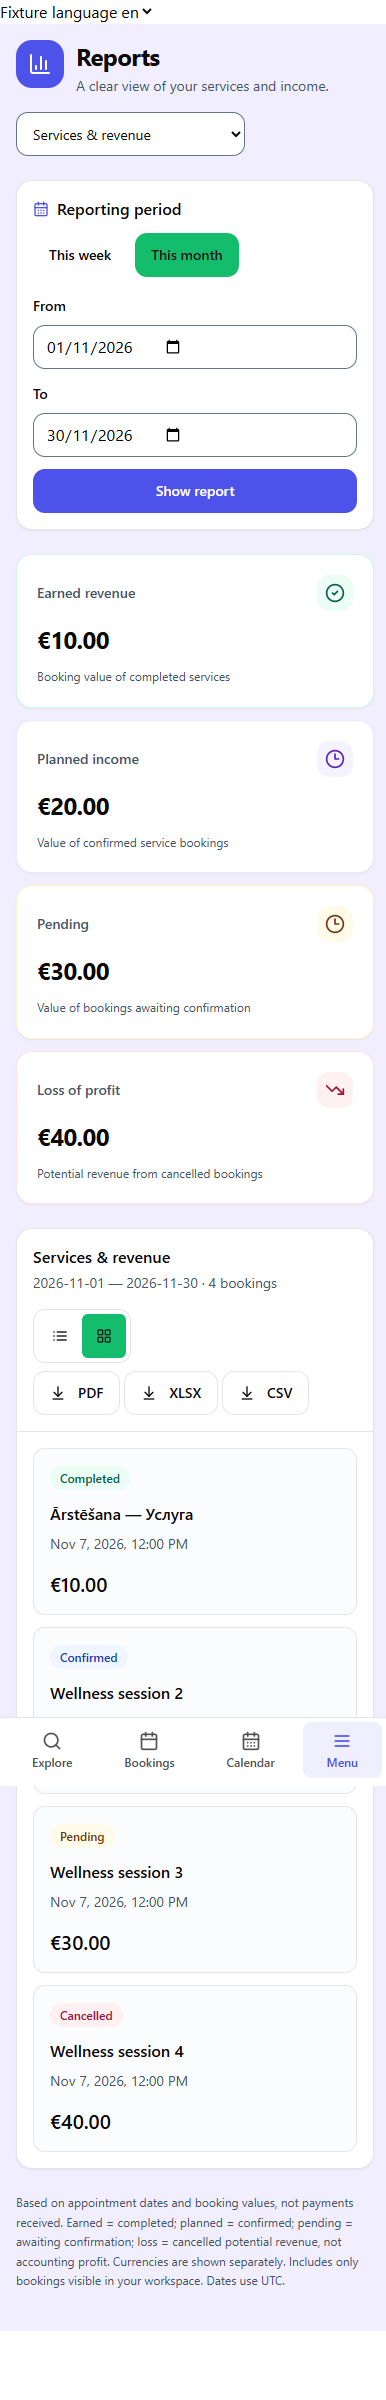 Fixture language en
Reports
A clear view of your services and income.
Services & revenue
Reporting period
This week
This month
From
01/11/2026
To
30/11/2026
Show report
Earned revenue
€10.00
Booking value of completed services
Planned income
€20.00
Value of confirmed service bookings
Pending
€30.00
Value of bookings awaiting confirmation
Loss of profit
€40.00
Potential revenue from cancelled bookings
Services & revenue
2026-11-01 — 2026-11-30 · 4 bookings
PDF
XLSX
CSV
Completed
Ārstēšana — Услуга
Nov 7, 2026, 12:00 PM
€10.00
Confirmed
Wellness session 2
Explore
Bookings
Calendar
Menu
Pending
Wellness session 3
Nov 7, 2026, 12:00 PM
€30.00
Cancelled
Wellness session 4
Nov 7, 2026, 12:00 PM
€40.00
Based on appointment dates and booking values, not payments
received. Earned = completed; planned = confirmed; pending =
awaiting confirmation; loss = cancelled potential revenue, not
accounting profit. Currencies are shown separately. Includes only
bookings visible in your workspace. Dates use UTC.